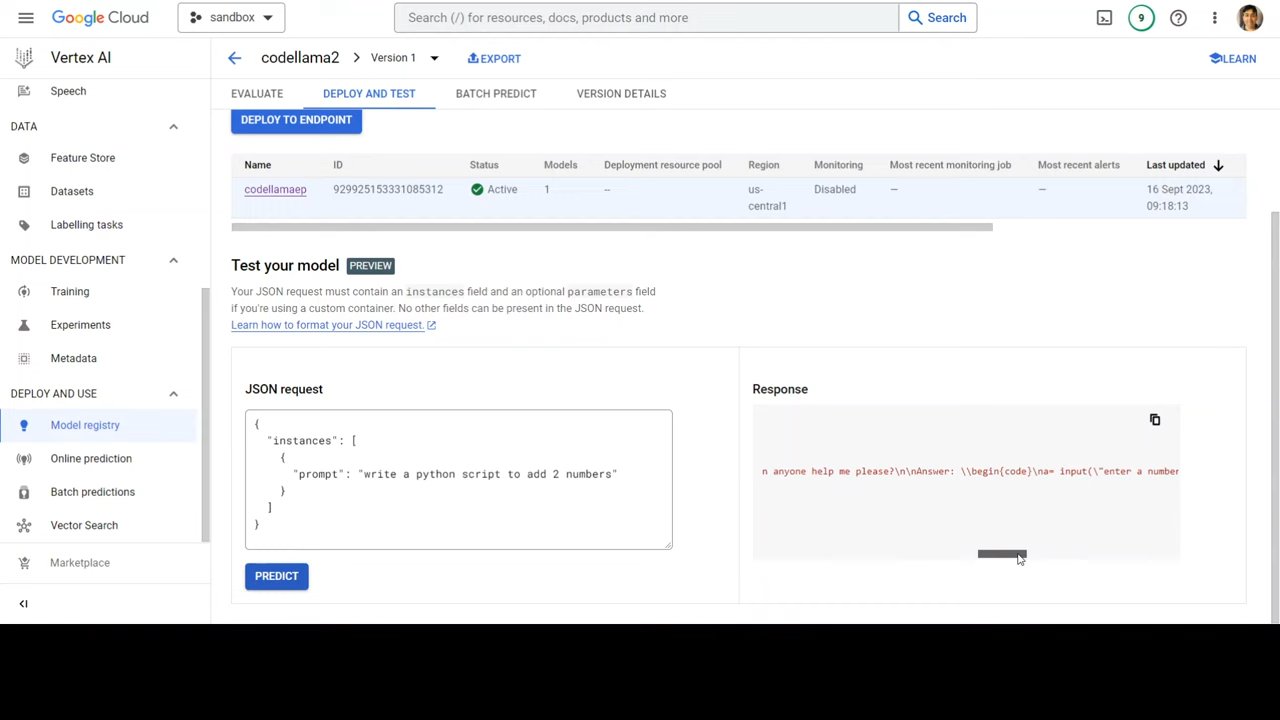 Google Cloud
sandbox
Search (/) for resources, docs, products and more
Search
9
Vertex AI
codellama2
Version 1
EXPORT
LEARN
Speech
EVALUATE
DEPLOY AND TEST
BATCH PREDICT
VERSION DETAILS
DATA
DEPLOY TO ENDPOINT
Feature Store
Datasets
Labelling tasks
MODEL DEVELOPMENT
Training
Experiments
Metadata
DEPLOY AND USE
Model registry
Online prediction
Batch predictions
Vector Search
Marketplace
Name ID Status Models Deployment resource pool Region Monitoring Most recent monitoring job Most recent alerts Last updated
codellamaep 929925153331085312 Active 1 -- us- Disabled — — 16 Sept 2023,
central1 09:18:13
Test your model PREVIEW
Your JSON request must contain an instances field and an optional parameters field
if you're using a custom container. No other fields can be present in the JSON request.
Learn how to format your JSON request.
JSON request
{
"instances": [
{
"prompt": "write a python script to add 2 numbers"
}
]
}
PREDICT
Response
n anyone help me please?\n\nAnswer: \\begin{code}\na= input(\"enter a number